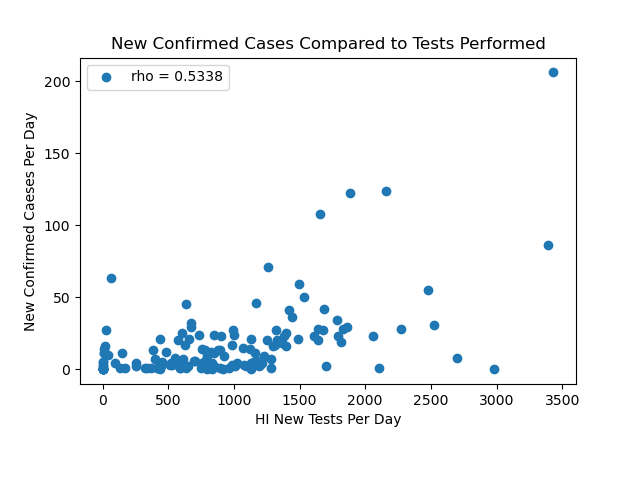 New Confirmed Cases Compared to Tests Performed
rho = 0.5338
200
150
100
50
0
New Confirmed Caeses Per Day
0 500 1000 1500 2000 2500 3000 3500
HI New Tests Per Day